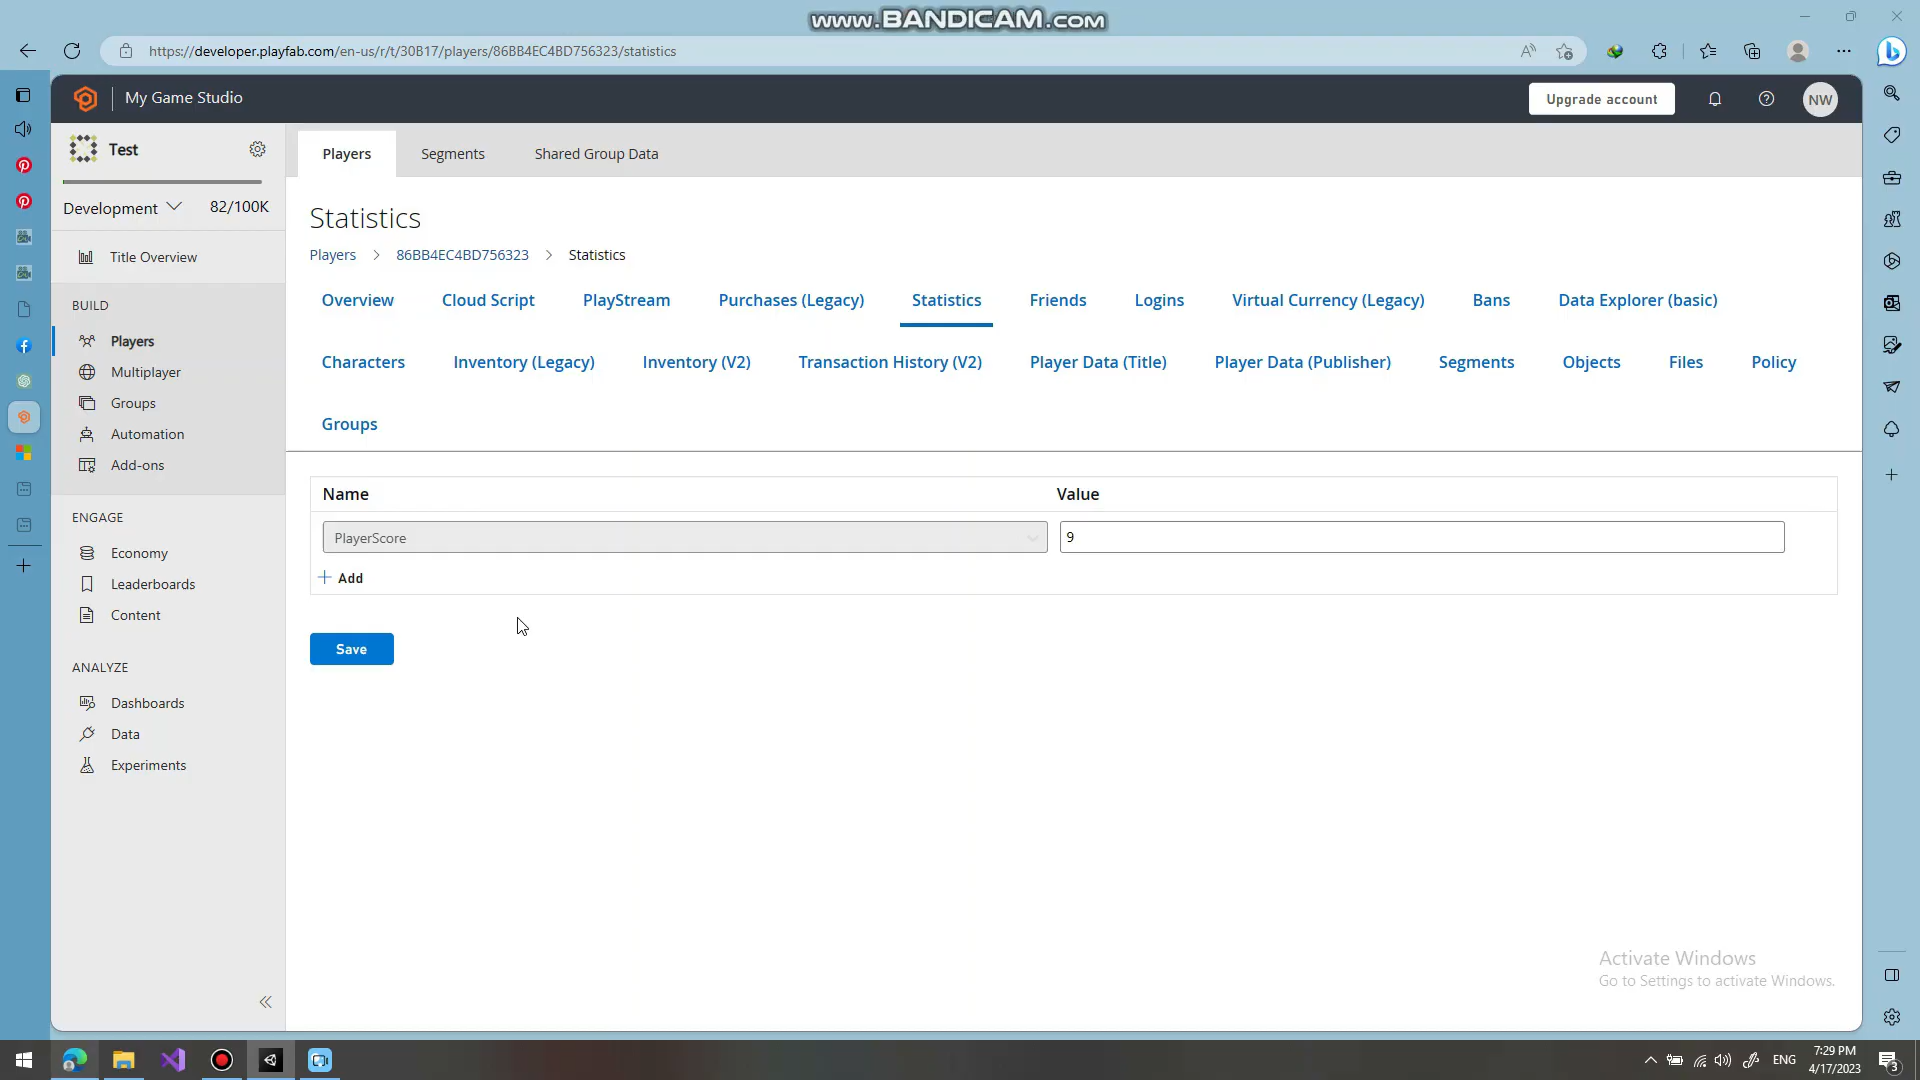 www.BANDICAM.com
https://developer.playfab.com/en-us/r/t/30B17/players/86BB4EC4BD756323/statistics
My Game Studio
Upgrade account
NW
Test
Players
Segments
Shared Group Data
Development
82/100K
Statistics
Players > 86BB4EC4BD756323 > Statistics
Title Overview
Overview
Cloud Script
PlayStream
Purchases (Legacy)
Statistics
Friends
Logins
Virtual Currency (Legacy)
Bans
Data Explorer (basic)
BUILD
Players
Multiplayer
Groups
Automation
Add-ons
Characters
Inventory (Legacy)
Inventory (V2)
Transaction History (V2)
Player Data (Title)
Player Data (Publisher)
Segments
Objects
Files
Policy
Groups
Name
Value
PlayerScore
9
Add
Save
ENGAGE
Economy
Leaderboards
Content
ANALYZE
Dashboards
Data
Experiments
Activate Windows
Go to Settings to activate Windows.
ENG
7:29 PM
4/17/2023
3